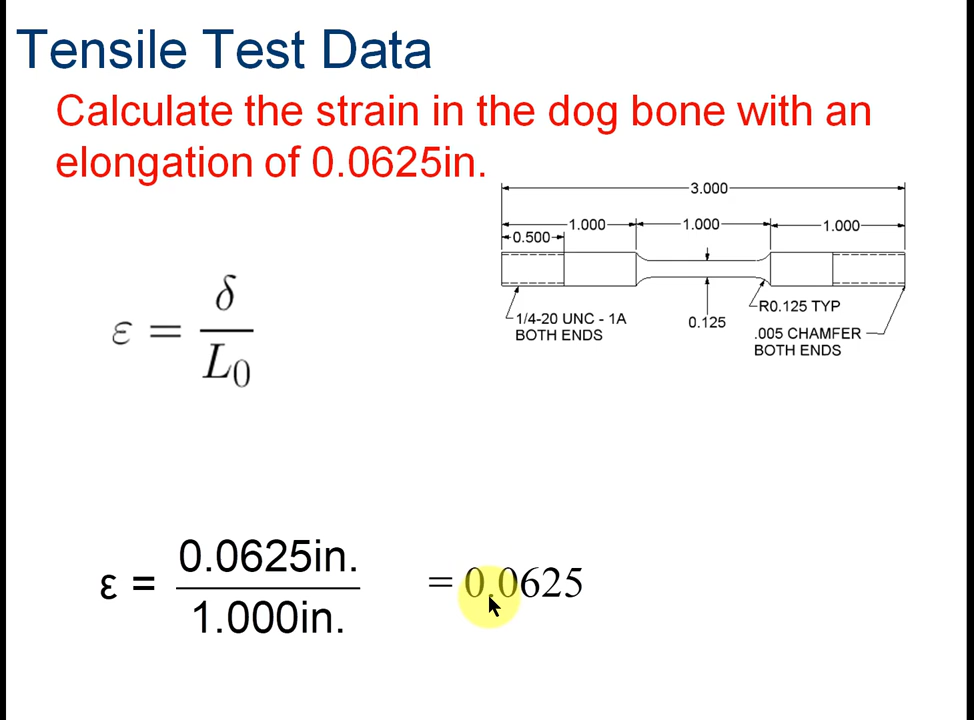 Tensile Test Data
Calculate the strain in the dog bone with an
elongation of 0.0625in.
3.000
1.000 1.000 1.000
0.500
1/4-20 UNC - 1A
BOTH ENDS
0.125
R0.125 TYP
.005 CHAMFER
BOTH ENDS
ε = δ / L₀
ε = 0.0625in. / 1.000in. = 0.0625